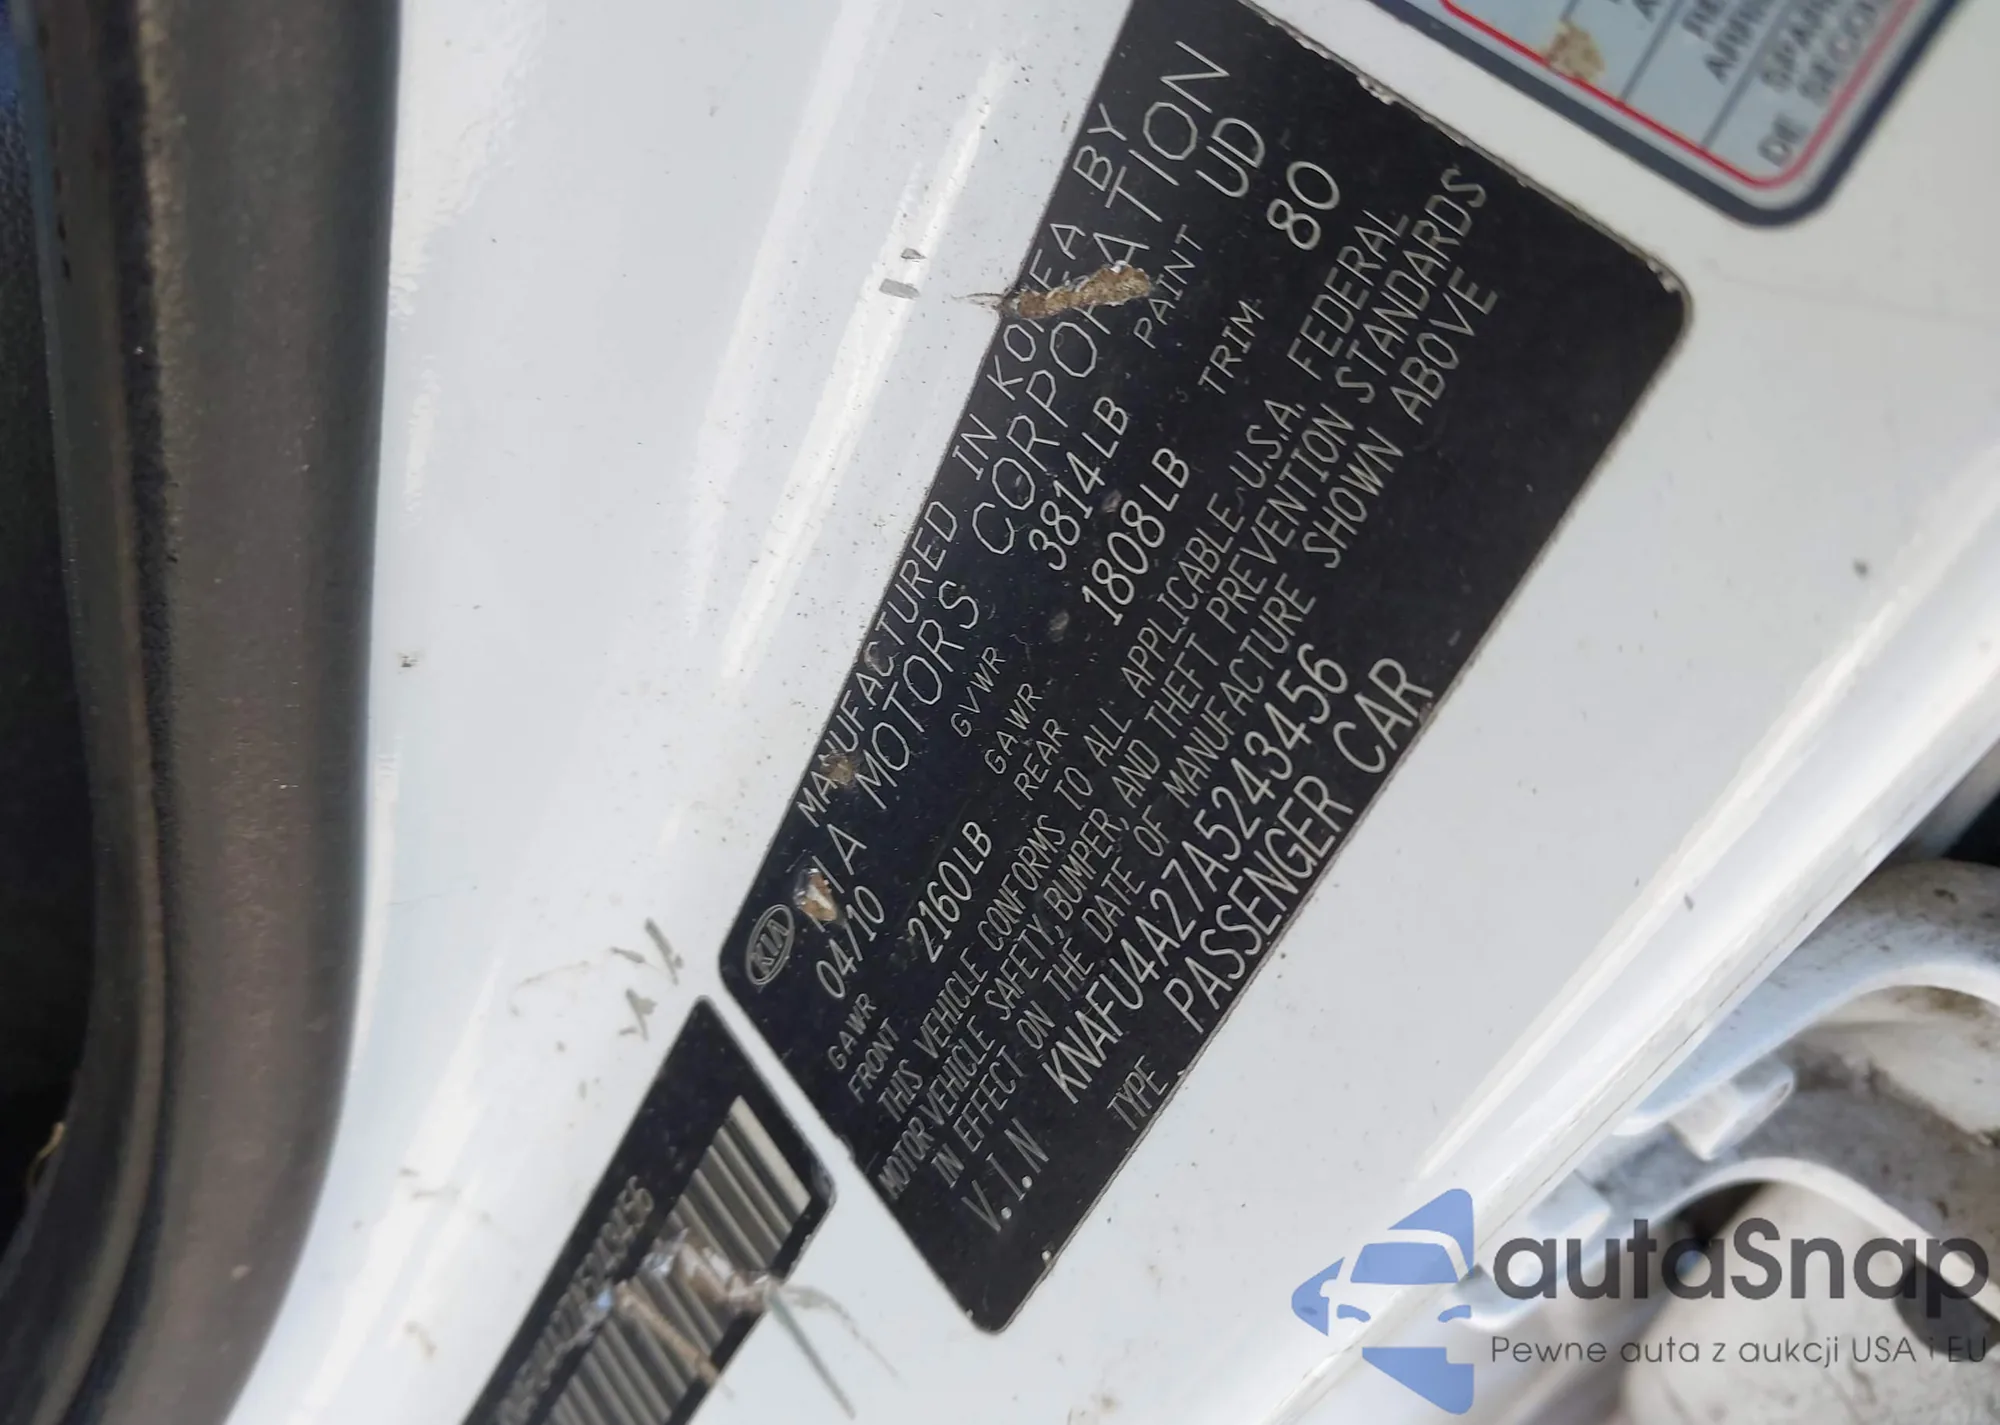 MANUFACTURED IN KOREA BY
KIA KIA MOTORS CORPORATION
04/10 GVWR 3814LB PAINT UD
GAWR FRONT 2160LB GAWR REAR 1808LB TRIM 80
THIS VEHICLE CONFORMS TO ALL APPLICABLE U.S.A. FEDERAL
MOTOR VEHICLE SAFETY, BUMPER, AND THEFT PREVENTION STANDARDS
IN EFFECT ON THE DATE OF MANUFACTURE SHOWN ABOVE
V.I.N KNAFU4A27A5243456
TYPE PASSENGER CAR
DE
autaSnap
Pewne auta z aukcji USA i EU